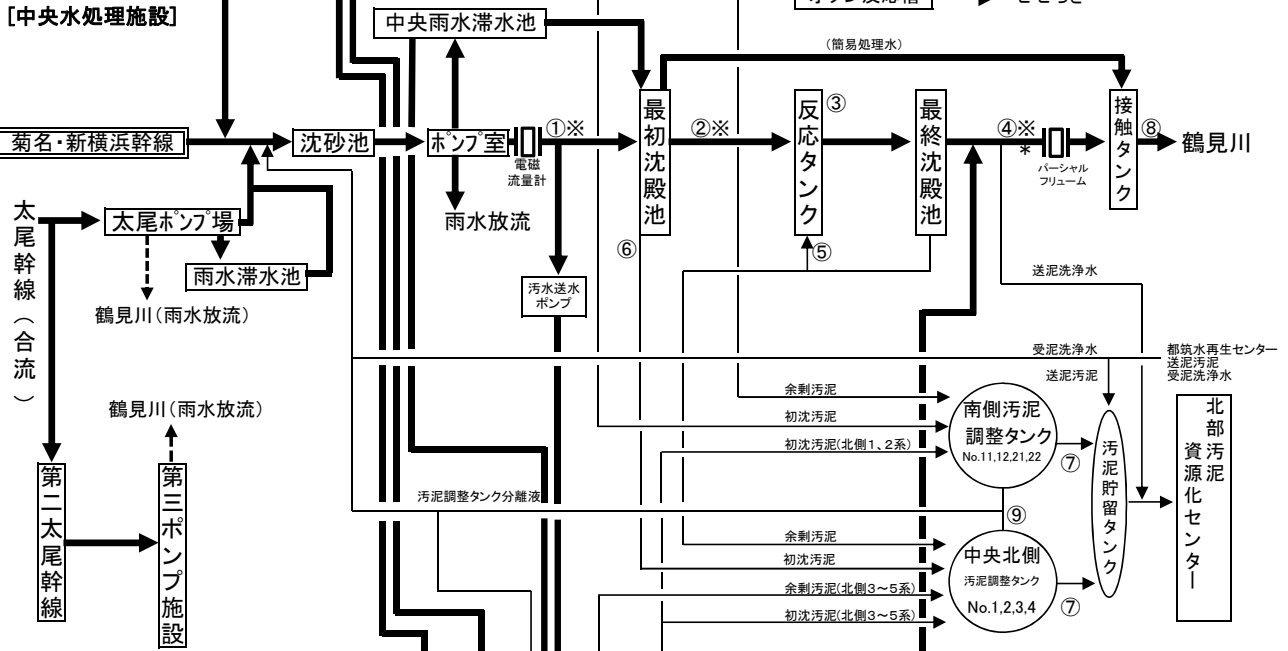 [中央水処理施設]
中央雨水滞水池
(簡易処理水)
菊名・新横浜幹線
沈砂池
ポンプ室
電磁
流量計
①※
最初沈殿池
②※
反応タンク
③
最終沈殿池
④※
*
パーシャル
フリューム
接触タンク
⑧
鶴見川
雨水放流
太尾幹線(合流)
太尾ポンプ場
雨水滞水池
鶴見川(雨水放流)
汚水送水
ポンプ
⑥
⑤
送泥洗浄水
受泥洗浄水
送泥汚泥
都筑水再生センター
送泥汚泥
受泥洗浄水
鶴見川(雨水放流)
第二太尾幹線
第三ポンプ施設
汚泥調整タンク分離液
余剰汚泥
初沈汚泥
初沈汚泥(北側1、2系)
南側汚泥
調整タンク
No.11,12,21,22
⑦
⑨
余剰汚泥
初沈汚泥
余剰汚泥(北側3～5系)
初沈汚泥(北側3～5系)
中央北側
汚泥調整タンク
No.1,2,3,4
⑦
汚泥貯留タンク
北部汚泥
資源化センター